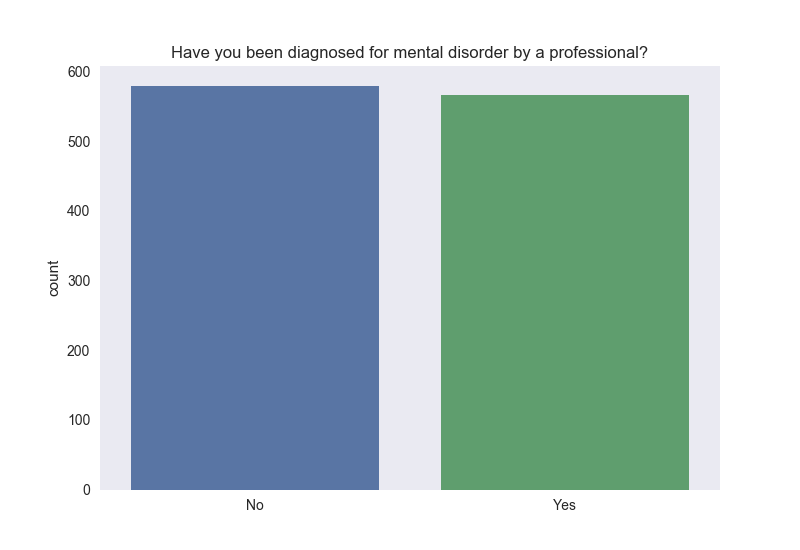 Have you been diagnosed for mental disorder by a professional?
600
500
400
300
200
100
0
count
No
Yes